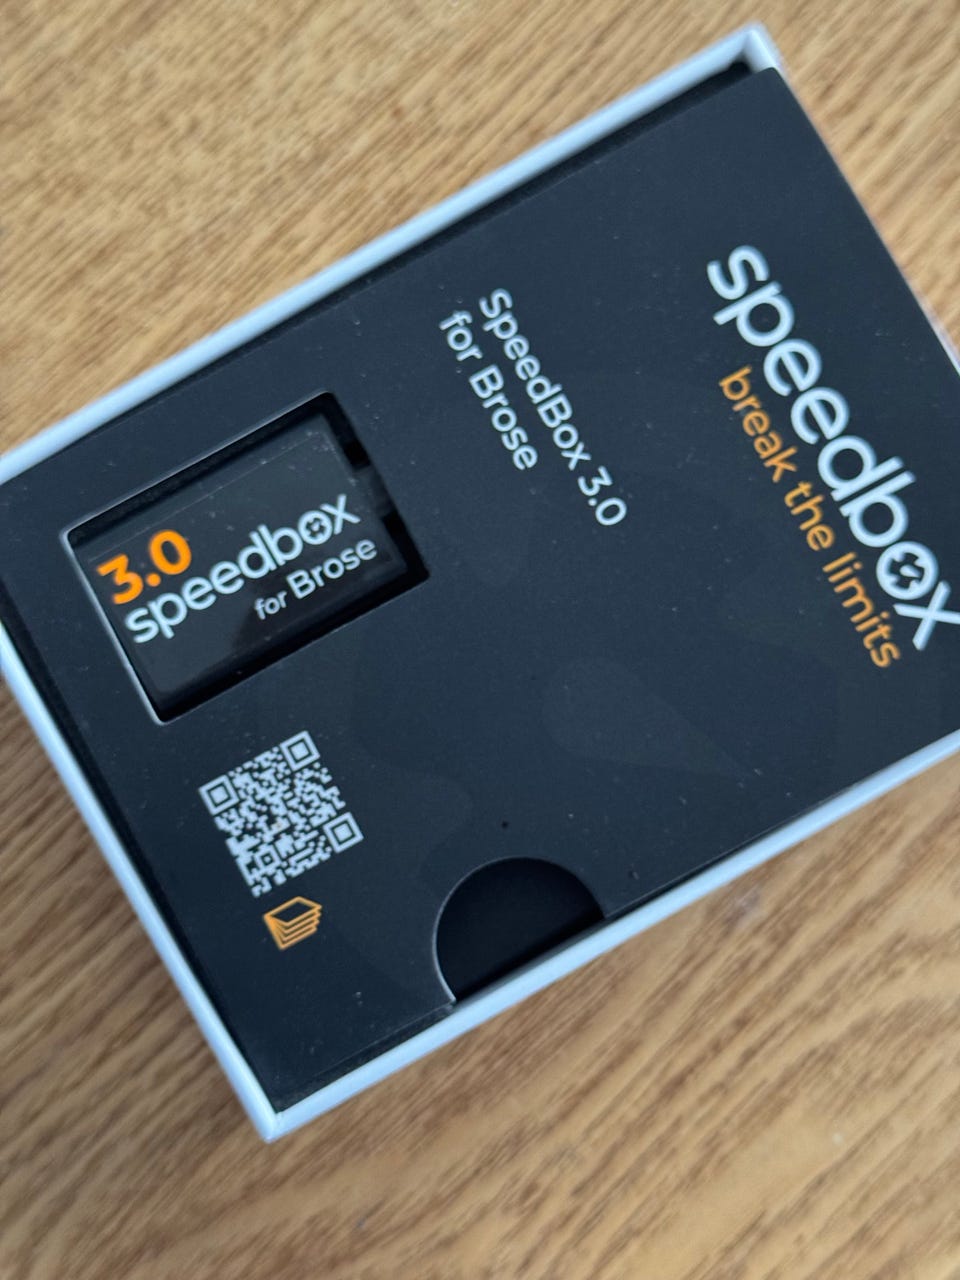 speedbox
break the limits
SpeedBox 3.0
for Brose
3.0
speedbox
for Brose